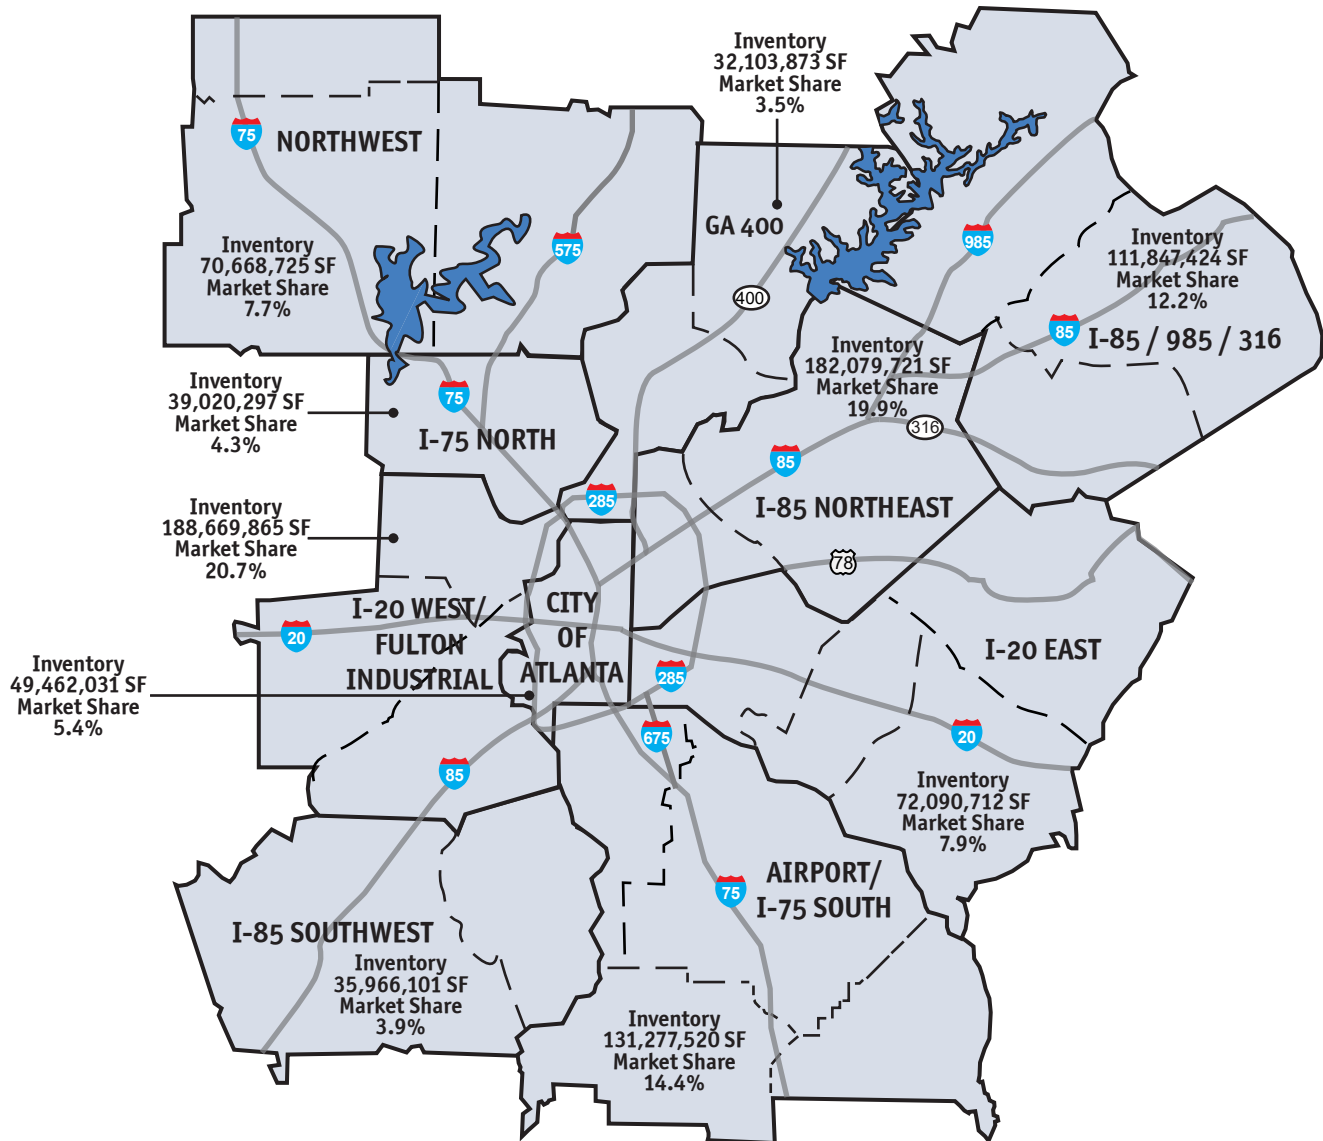 Inventory
32,103,873 SF
Market Share
3.5%
GA 400
400
75
NORTHWEST
Inventory
70,668,725 SF
Market Share
7.7%
575
985
Inventory
111,847,424 SF
Market Share
12.2%
85
I-85 / 985 / 316
Inventory
182,079,721 SF
Market Share
19.9%
316
85
I-85 NORTHEAST
Inventory
39,020,297 SF
Market Share
4.3%
75
I-75 NORTH
285
Inventory
188,669,865 SF
Market Share
20.7%
I-20 WEST/
FULTON
INDUSTRIAL
20
CITY
OF
ATLANTA
78
285
I-20 EAST
20
Inventory
72,090,712 SF
Market Share
7.9%
Inventory
49,462,031 SF
Market Share
5.4%
675
85
75
AIRPORT/
I-75 SOUTH
I-85 SOUTHWEST
Inventory
35,966,101 SF
Market Share
3.9%
Inventory
131,277,520 SF
Market Share
14.4%